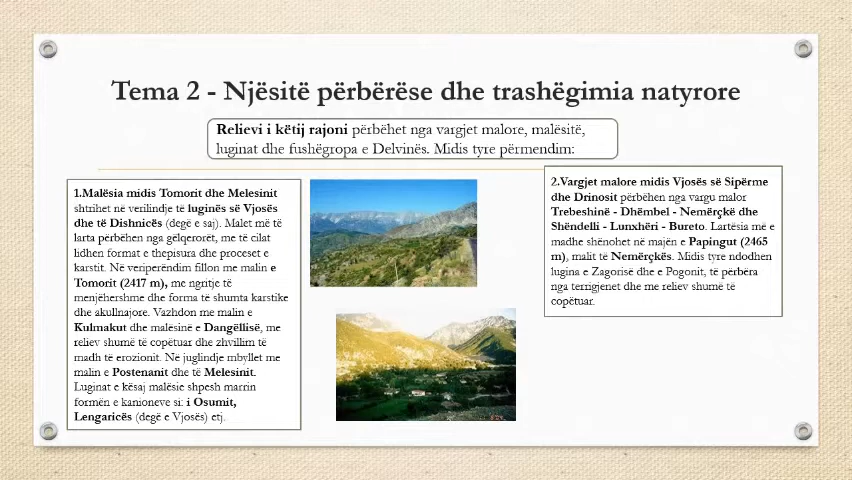 Tema 2 - Njësitë përbërëse dhe trashëgimia natyrore
Relievi i këtij rajoni përbëhet nga vargjet malore, malësitë,
luginat dhe fushëgropa e Delvinës. Midis tyre përmendim:
1.Malësia midis Tomorit dhe Melesinit
shtrihet në verilindje të luginës së Vjosës
dhe të Dishnicës (degë e saj). Malet më të
larta përbëhen nga gëlqerorët, me të cilat
lidhen format e thepisura dhe proceset e
karstit. Në veriperëndim fillon me malin e
Tomorit (2417 m), me ngritje të
menjëhershme dhe forma të shumta karstike
dhe akullnajore. Vazhdon me malin e
Kulmakut dhe malësinë e Dangëllisë, me
reliev shumë të copëtuar dhe zhvillim të
madh të erozionit. Në juglindje mbyllet me
malin e Postenanit dhe të Melesinit.
Luginat e kësaj malësie shpesh marrin
formën e kanioneve si: i Osumit,
Lengaricës (degë e Vjosës) etj.
2.Vargjet malore midis Vjosës së Sipërme
dhe Drinosit përbëhen nga vargu malor
Trebeshinë - Dhëmbel - Nemërçkë dhe
Shëndelli - Lunxhëri - Bureto. Lartësia më e
madhe shënohet në majën e Papingut (2465
m), malit të Nemërçkës. Midis tyre ndodhen
lugina e Zagorisë dhe e Pogonit, të përbëra
nga terrigjenet dhe me reliev shumë të
copëtuar.